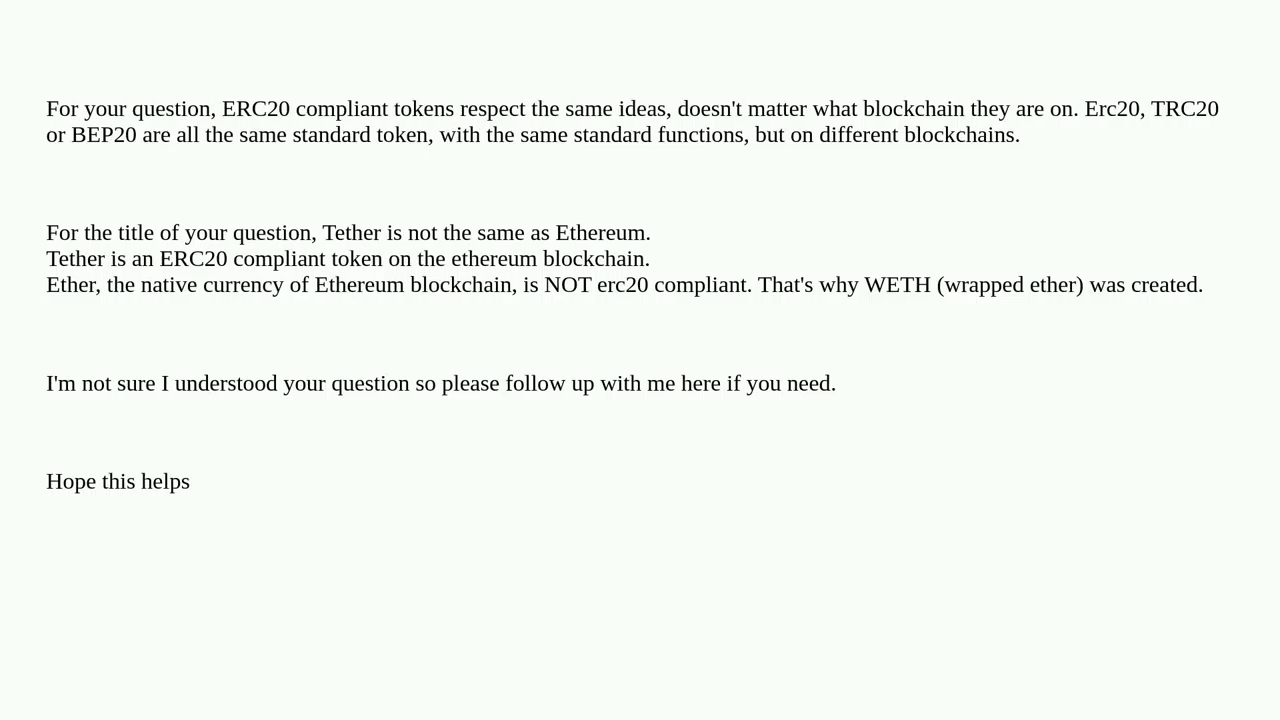 For your question, ERC20 compliant tokens respect the same ideas, doesn't matter what blockchain they are on. Erc20, TRC20
or BEP20 are all the same standard token, with the same standard functions, but on different blockchains.
For the title of your question, Tether is not the same as Ethereum.
Tether is an ERC20 compliant token on the ethereum blockchain.
Ether, the native currency of Ethereum blockchain, is NOT erc20 compliant. That's why WETH (wrapped ether) was created.
I'm not sure I understood your question so please follow up with me here if you need.
Hope this helps